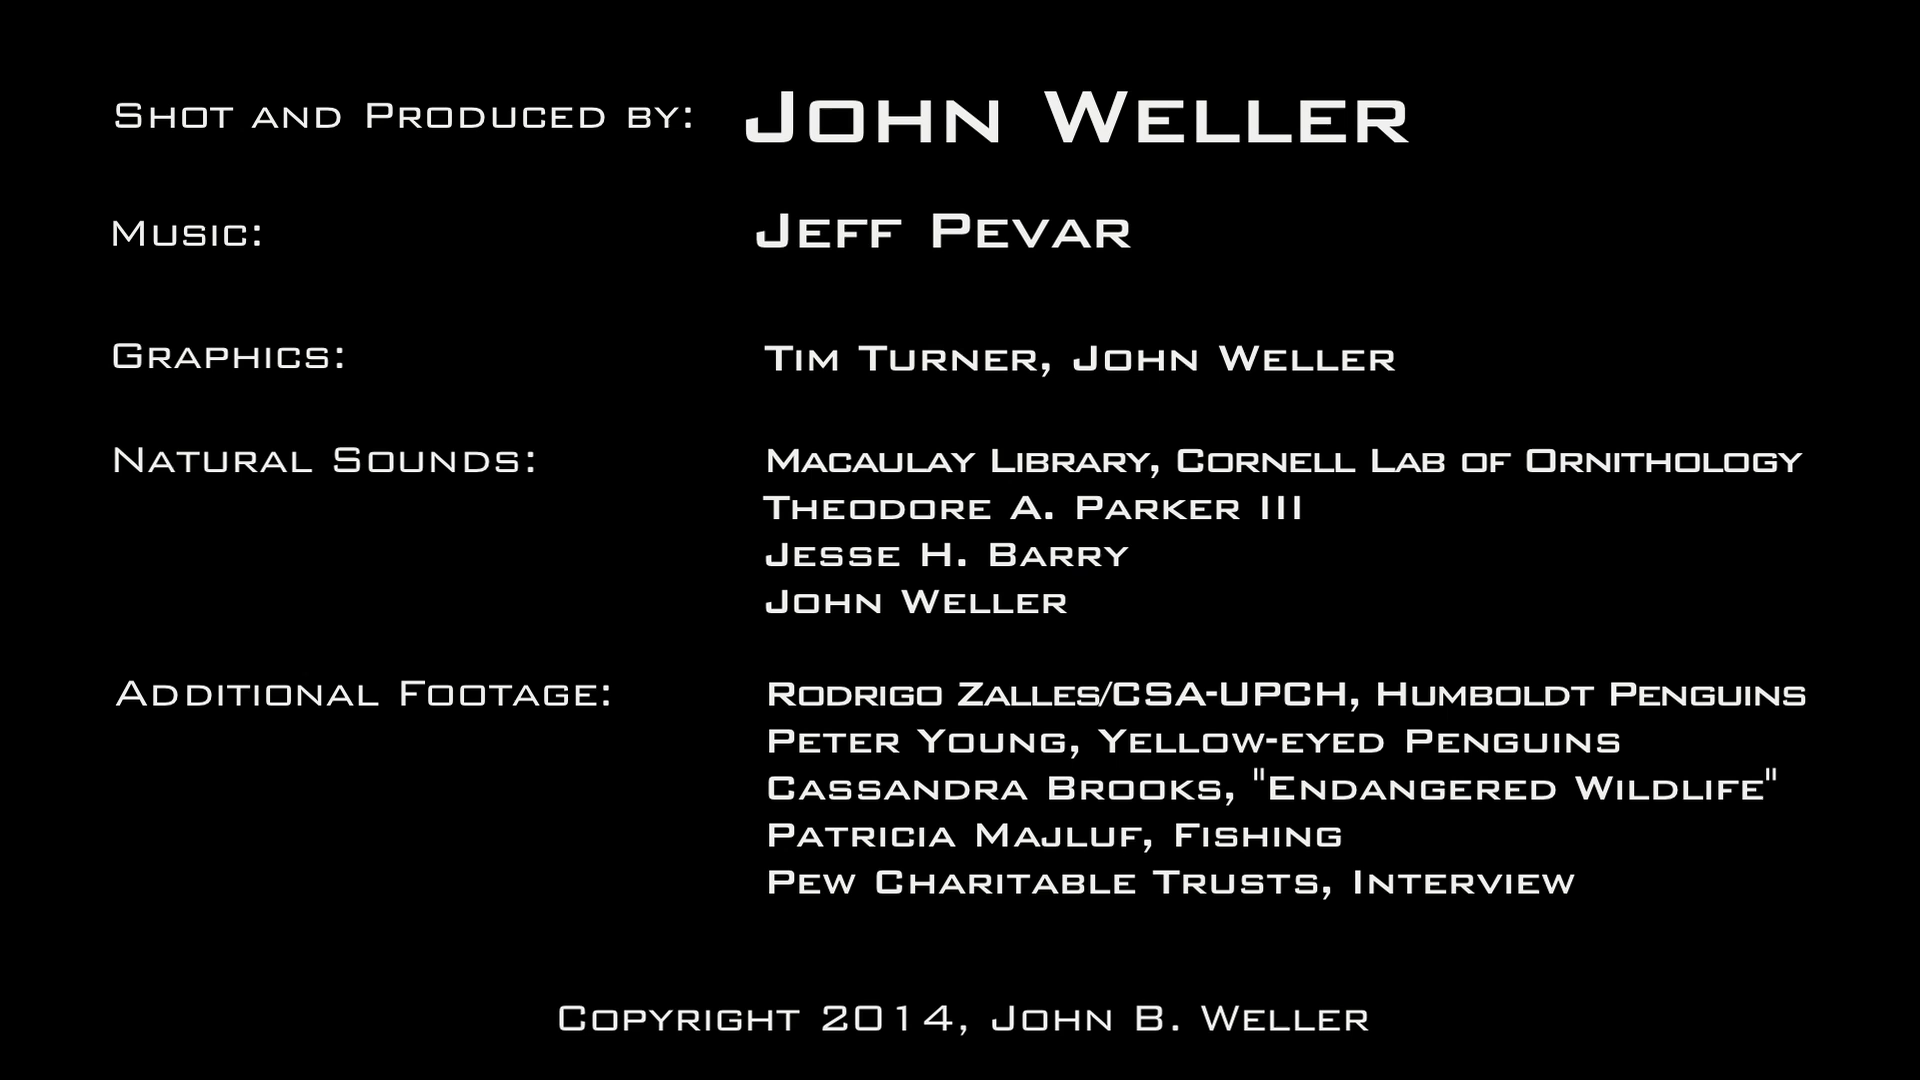 Shot and Produced by: John Weller
Music: Jeff Pevar
Graphics: Tim Turner, John Weller
Natural Sounds: Macaulay Library, Cornell Lab of Ornithology
Theodore A. Parker III
Jesse H. Barry
John Weller
Additional Footage: Rodrigo Zalles/CSA-UPCH, Humboldt Penguins
Peter Young, Yellow-eyed Penguins
Cassandra Brooks, "Endangered Wildlife"
Patricia Majluf, Fishing
Pew Charitable Trusts, Interview
Copyright 2014, John B. Weller